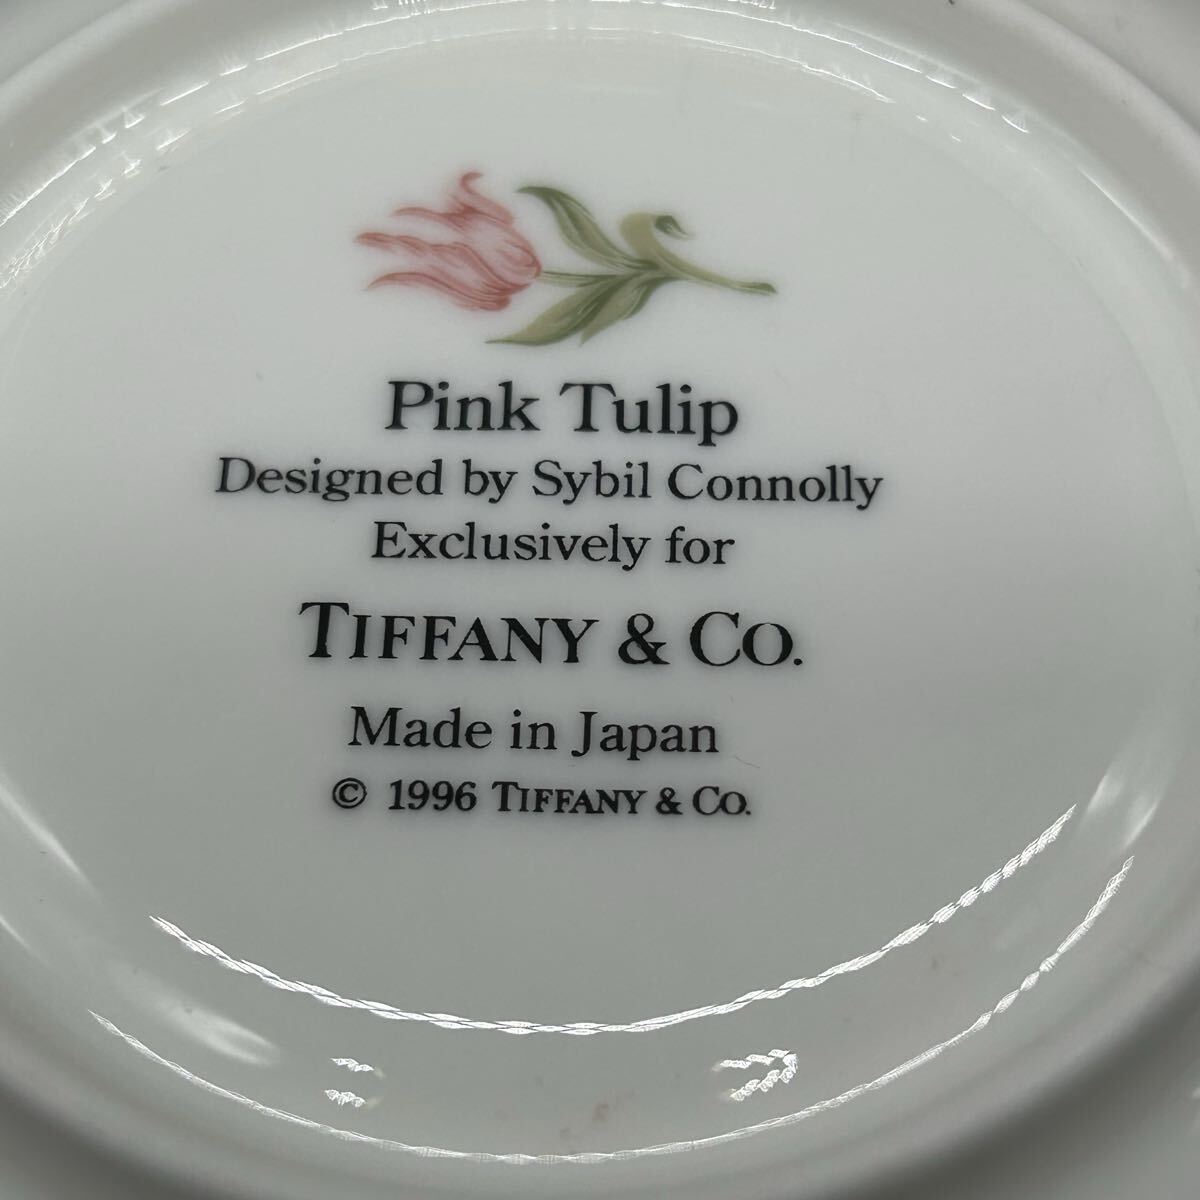 Pink Tulip
Designed by Sybil Connolly
Exclusively for
TIFFANY & CO.
Made in Japan
© 1996 TIFFANY & CO.